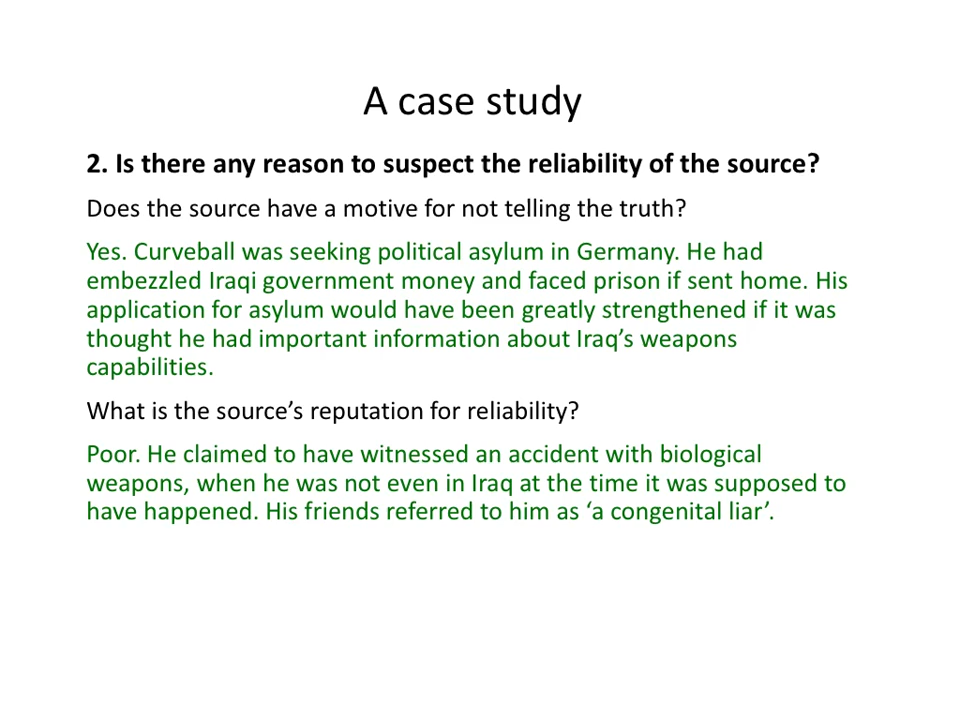 A case study
2. Is there any reason to suspect the reliability of the source?
Does the source have a motive for not telling the truth?
Yes. Curveball was seeking political asylum in Germany. He had
embezzled Iraqi government money and faced prison if sent home. His
application for asylum would have been greatly strengthened if it was
thought he had important information about Iraq’s weapons
capabilities.
What is the source’s reputation for reliability?
Poor. He claimed to have witnessed an accident with biological
weapons, when he was not even in Iraq at the time it was supposed to
have happened. His friends referred to him as ‘a congenital liar’.